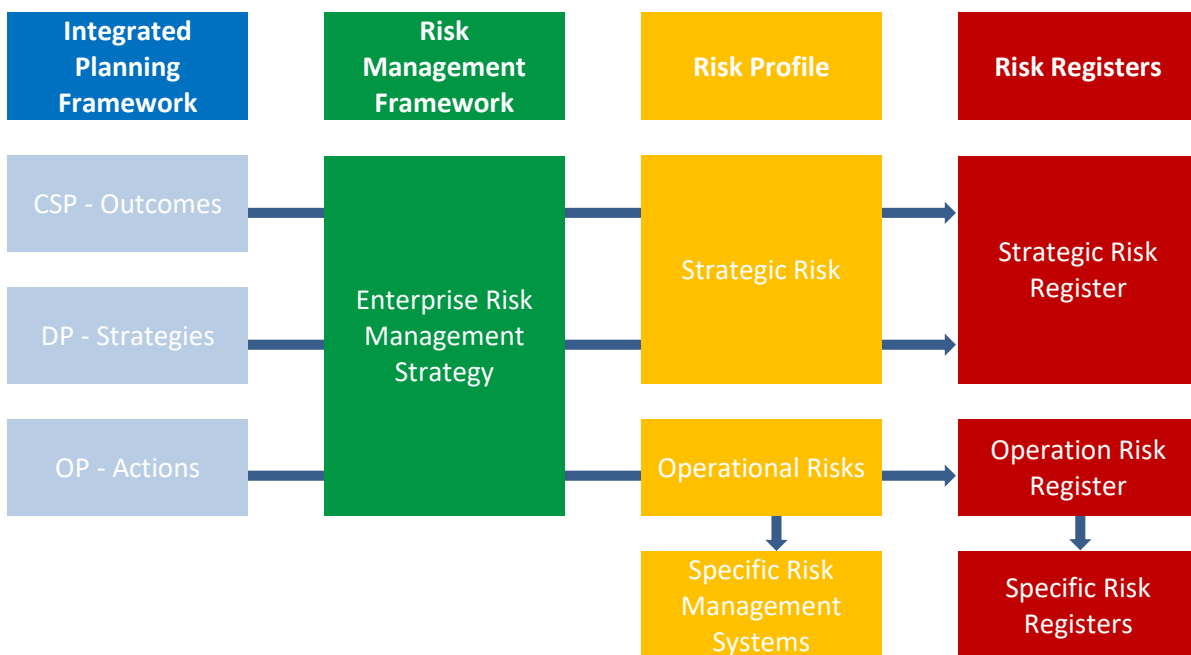 Integrated
Planning
Framework
Risk
Management
Framework
Risk Profile
Risk Registers
CSP - Outcomes
DP - Strategies
OP - Actions
Enterprise Risk
Management
Strategy
Strategic Risk
Operational Risks
Specific Risk
Management
Systems
Strategic Risk
Register
Operation Risk
Register
Specific Risk
Registers